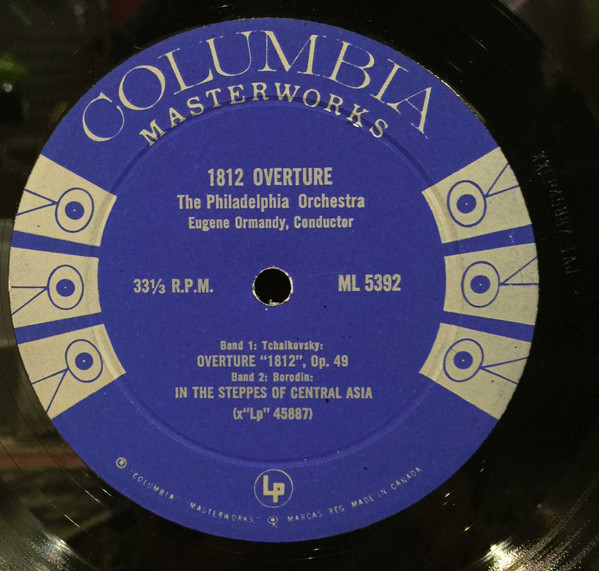 COLUMBIA
MASTERWORKS
1812 OVERTURE
The Philadelphia Orchestra
Eugene Ormandy, Conductor
33⅓ R.P.M.
ML 5392
Band 1: Tchaikovsky:
OVERTURE "1812", Op. 49
Band 2: Borodin:
IN THE STEPPES OF CENTRAL ASIA
(x"Lp" 45887)
Lp
"COLUMBIA" "MASTERWORKS," MARCAS REG. MADE IN CANADA